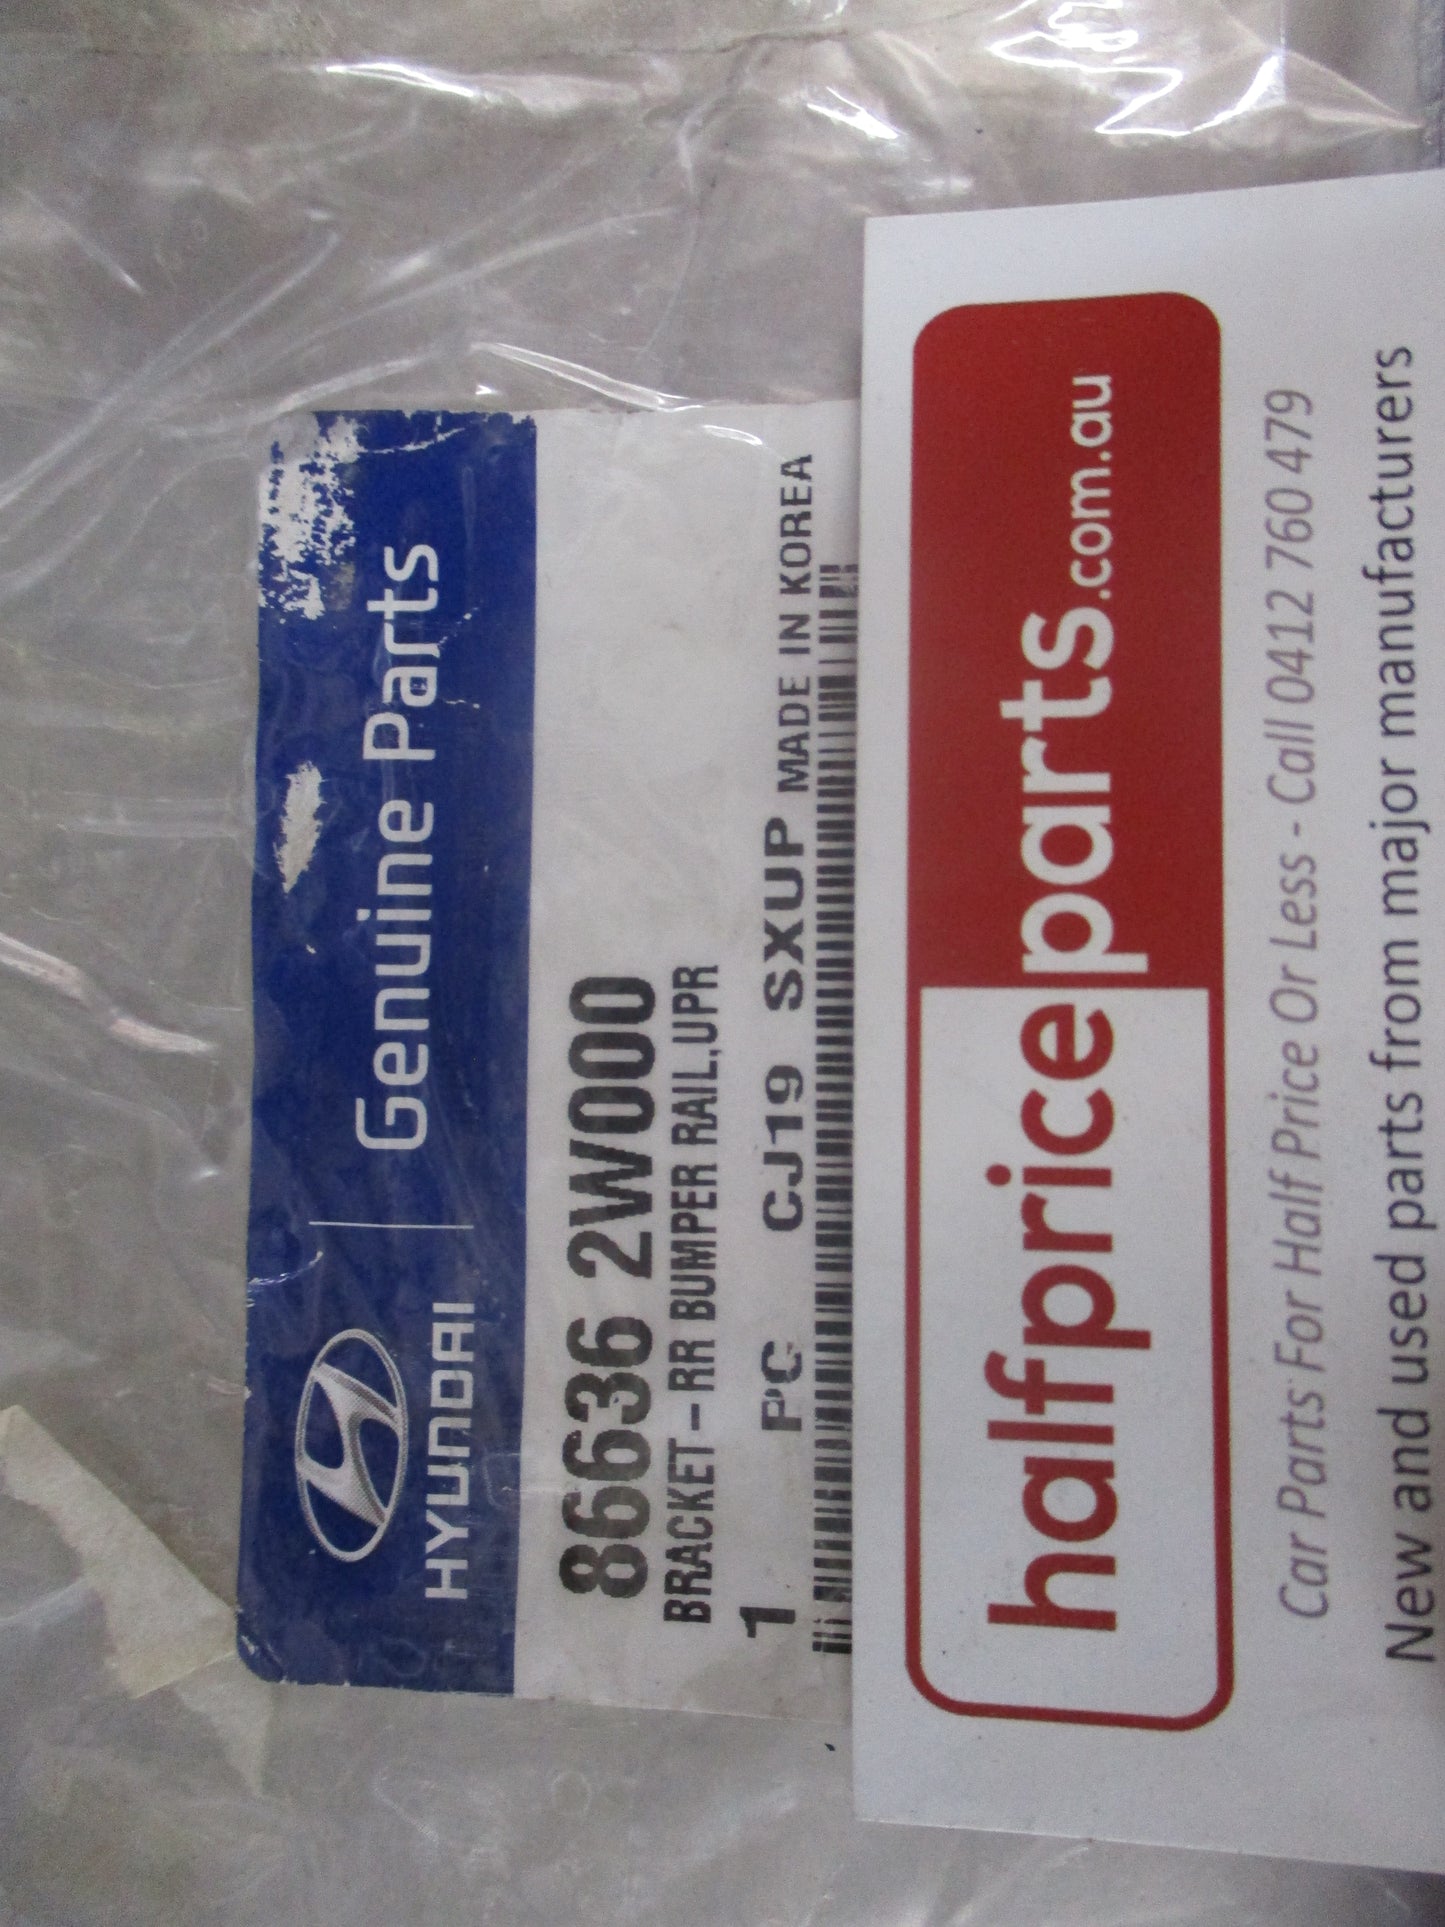 HYUNDAI Genuine Parts
86636 2W000
BRACKET-RR BUMPER RAIL,UPR
1 PC CJ19 SXUP MADE IN KOREA
halfpriceparts.com.au
Car Parts For Half Price Or Less - Call 0412 760 479
New and used parts from major manufacturers